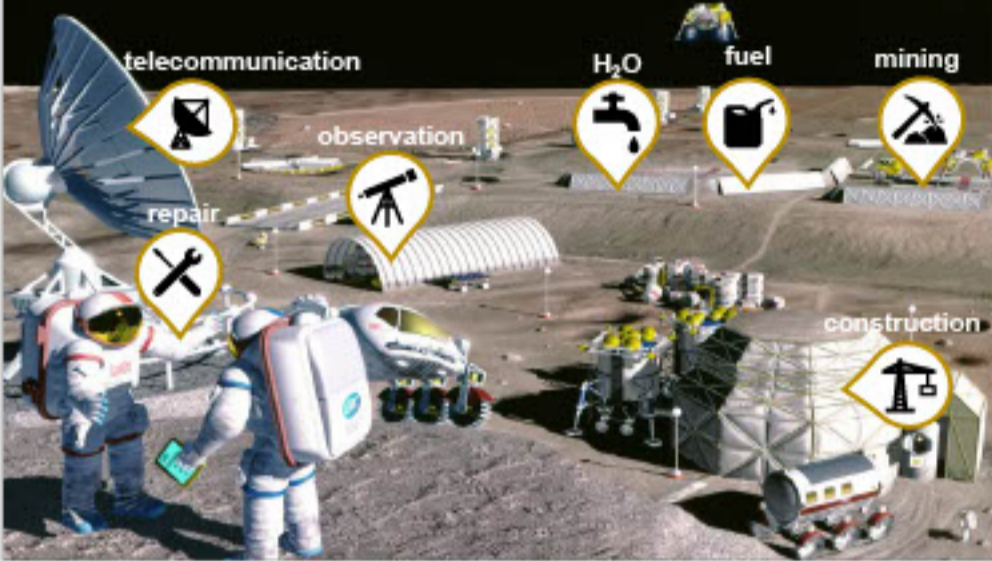 telecommunication
H₂O
fuel
mining
observation
repair
construction